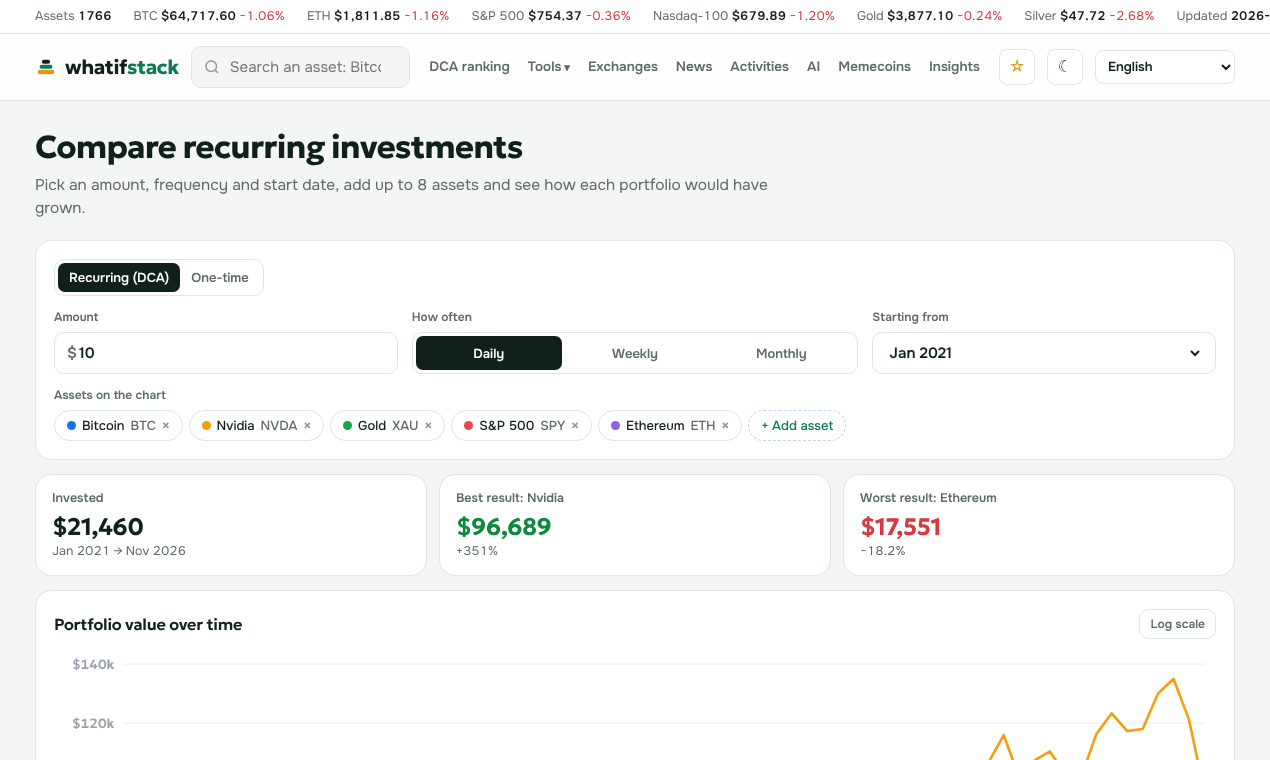 Assets 1766 BTC $64,717.60 -1.06% ETH $1,811.85 -1.16% S&P 500 $754.37 -0.36% Nasdaq-100 $679.89 -1.20% Gold $3,877.10 -0.24% Silver $47.72 -2.68% Updated 2026-
whatifstack Search an asset: Bitco DCA ranking Tools ▾ Exchanges News Activities AI Memecoins Insights ☆ ☾ English
Compare recurring investments
Pick an amount, frequency and start date, add up to 8 assets and see how each portfolio would have
grown.
Recurring (DCA) One-time
Amount How often Starting from
$ 10 Daily Weekly Monthly Jan 2021
Assets on the chart
Bitcoin BTC × Nvidia NVDA × Gold XAU × S&P 500 SPY × Ethereum ETH × + Add asset
Invested Best result: Nvidia Worst result: Ethereum
$21,460 $96,689 $17,551
Jan 2021 → Nov 2026 +351% -18.2%
Portfolio value over time Log scale
$140k
$120k